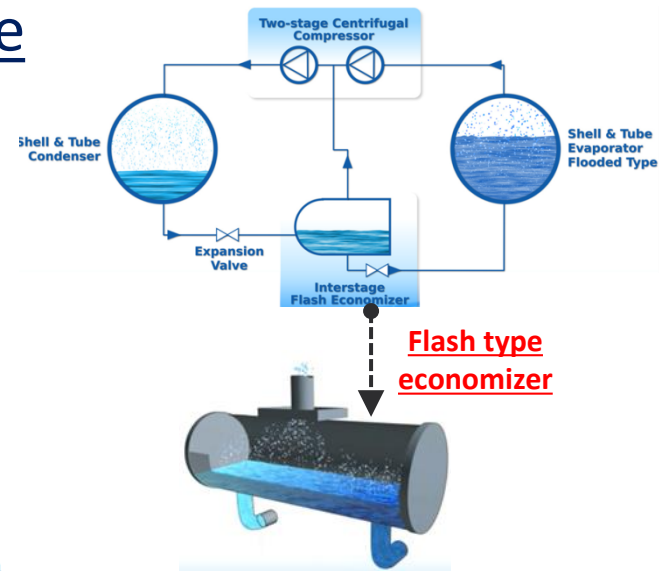 e
Two-stage Centrifugal
Compressor
Shell & Tube
Condenser
Shell & Tube
Evaporator
Flooded Type
Expansion
Valve
Interstage
Flash Economizer
Flash type
economizer